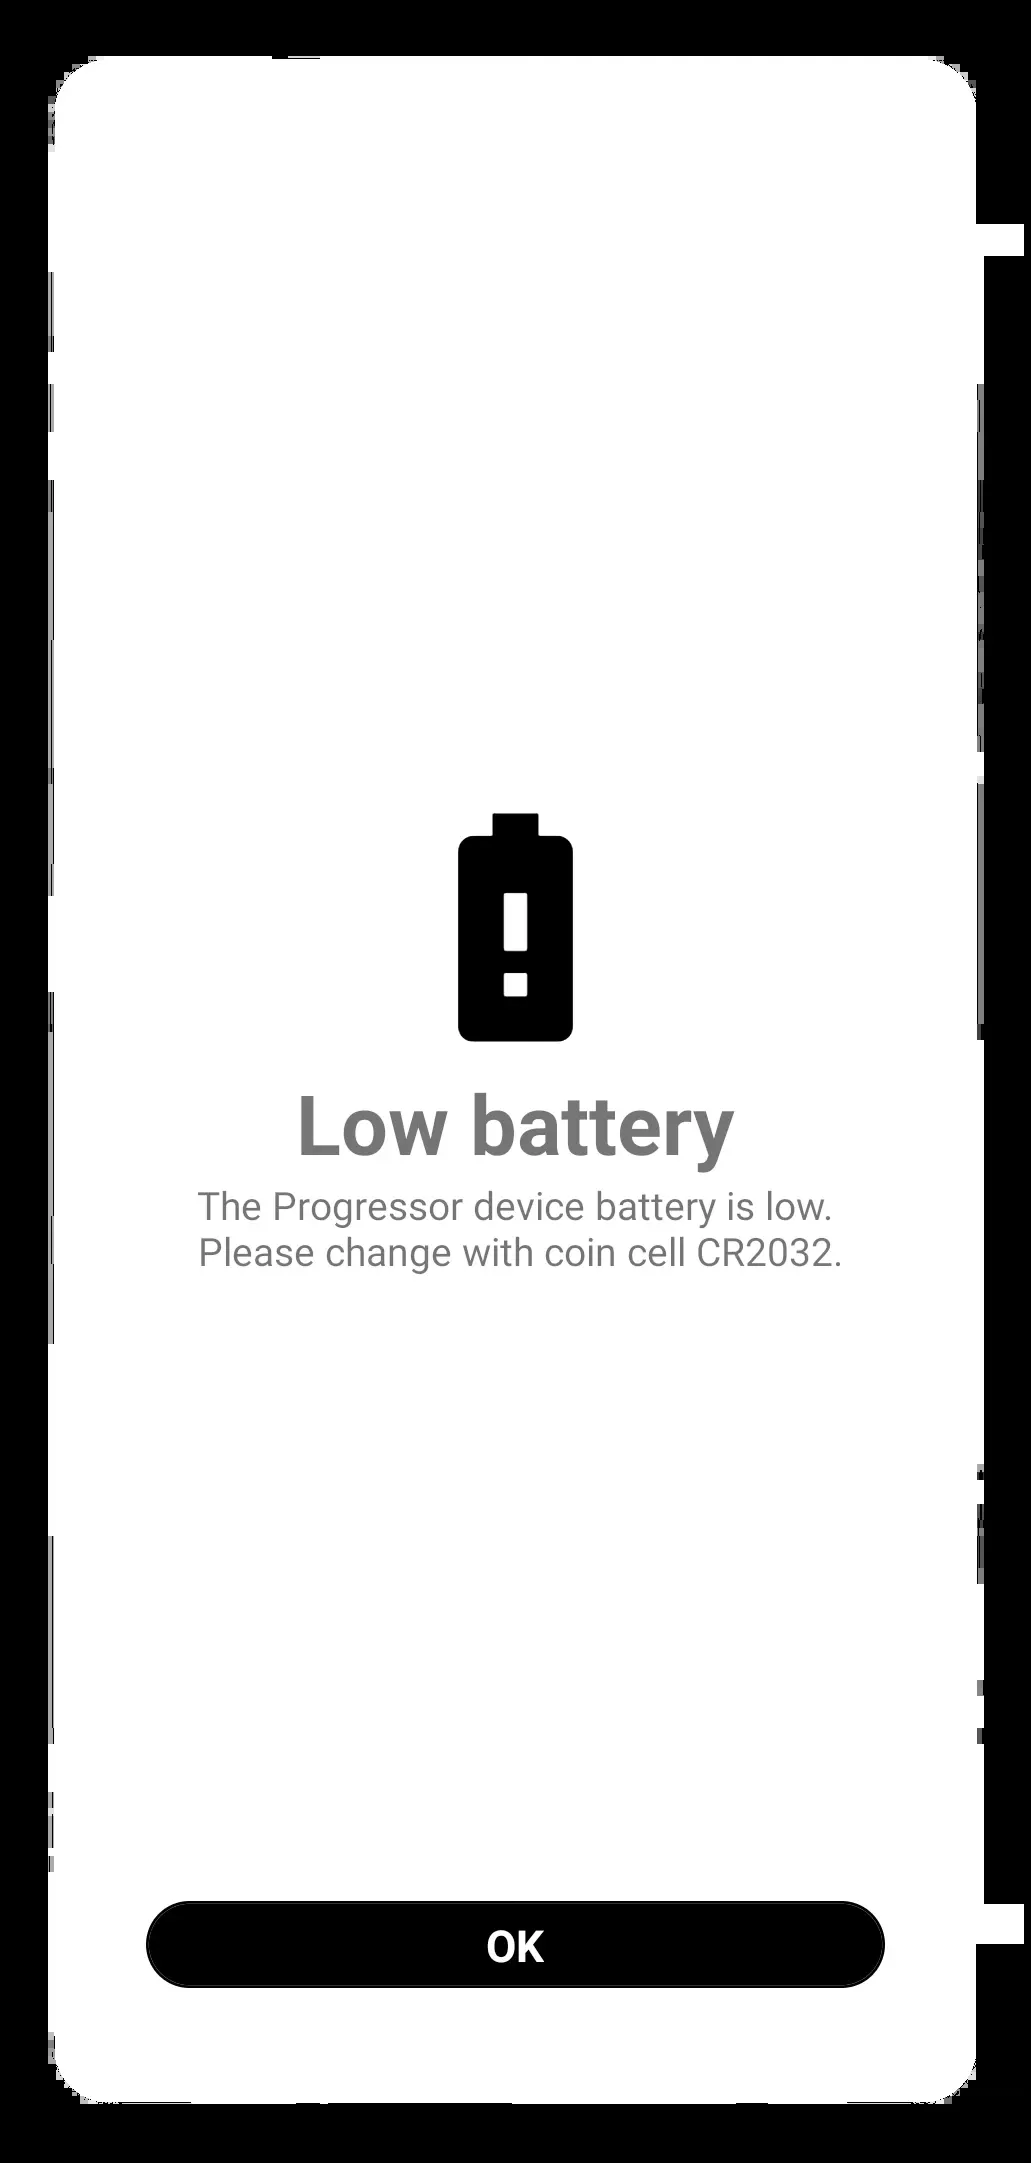 Low battery
The Progressor device battery is low.
Please change with coin cell CR2032.
OK